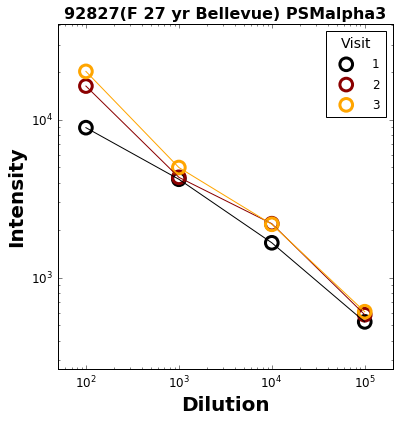 92827(F 27 yr Bellevue) PSMalpha3
Visit
1
2
3
Intensity
10⁴
10³
10² 10³ 10⁴ 10⁵
Dilution